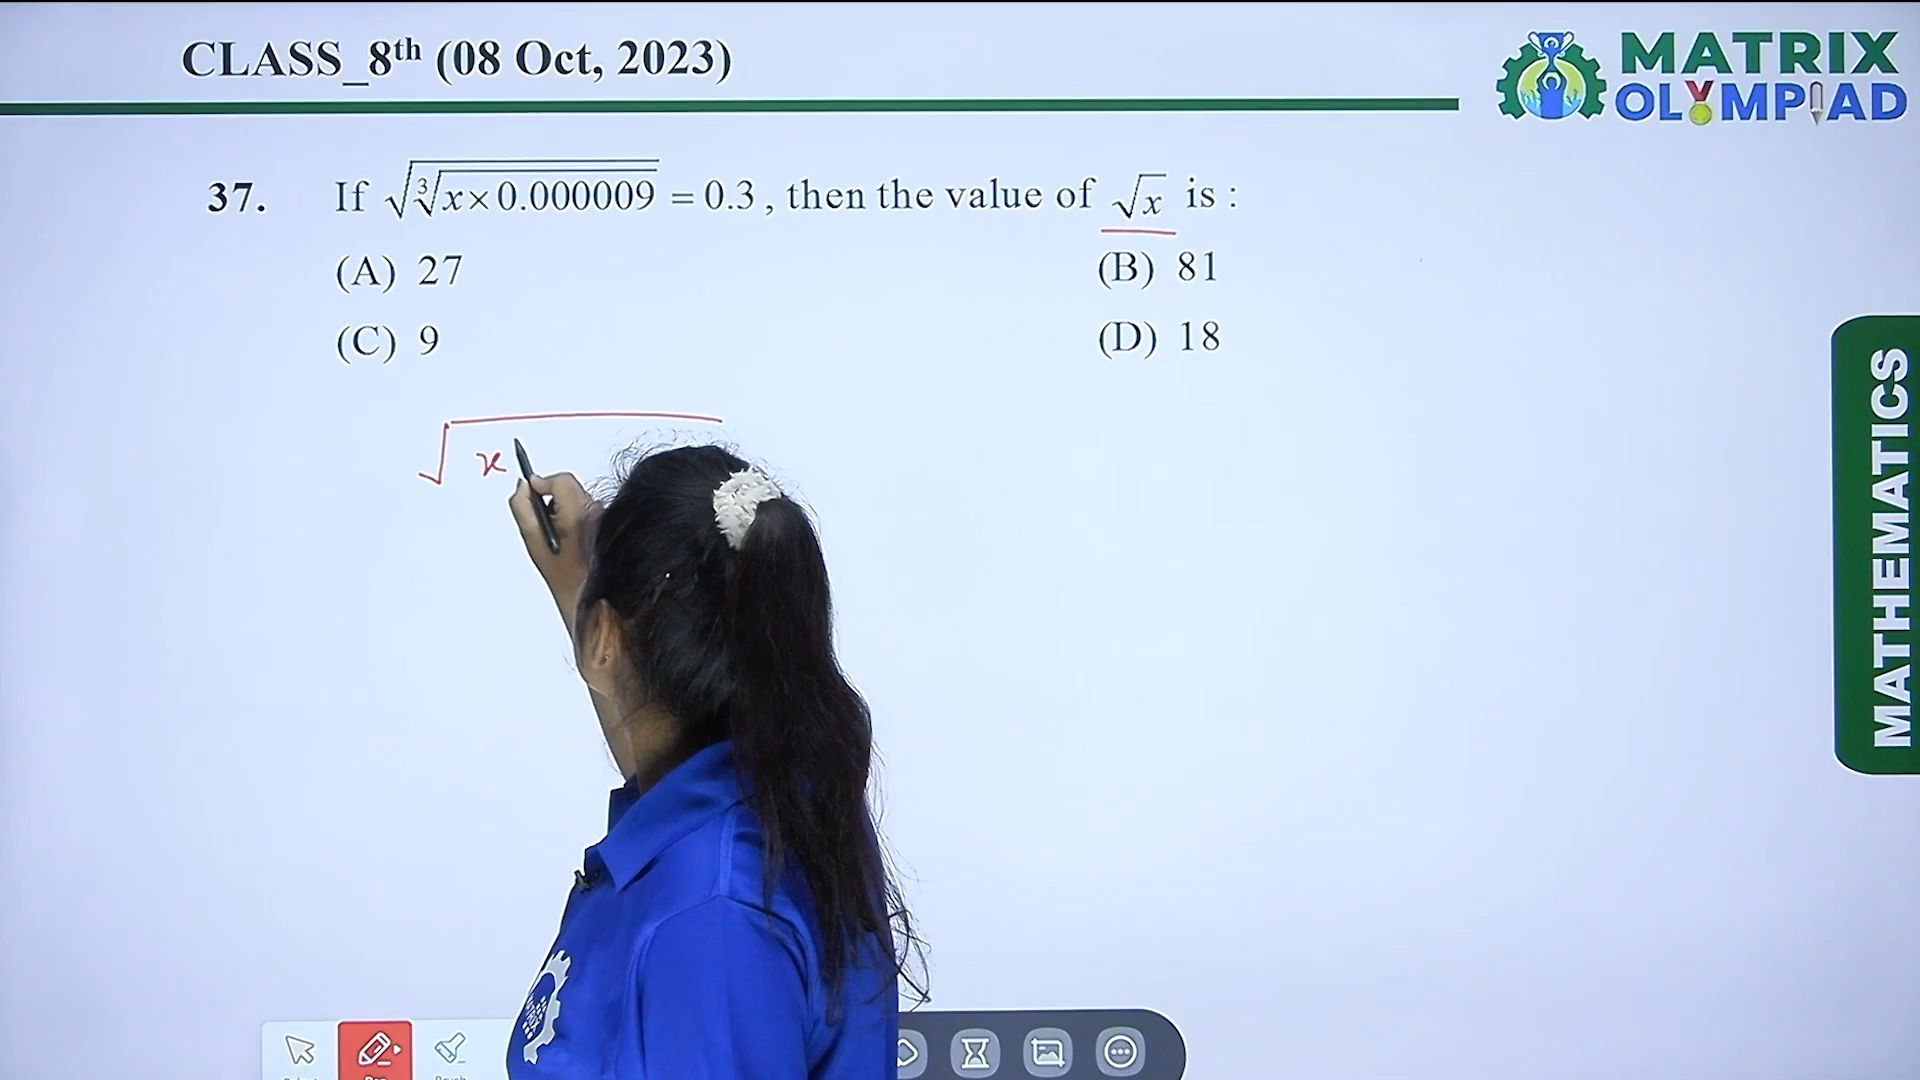 CLASS_8th (08 Oct, 2023)
MATRIX
OLYMPIAD
37. If √∛x×0.000009 = 0.3, then the value of √x is :
(A) 27
(B) 81
(C) 9
(D) 18
√x
MATHEMATICS